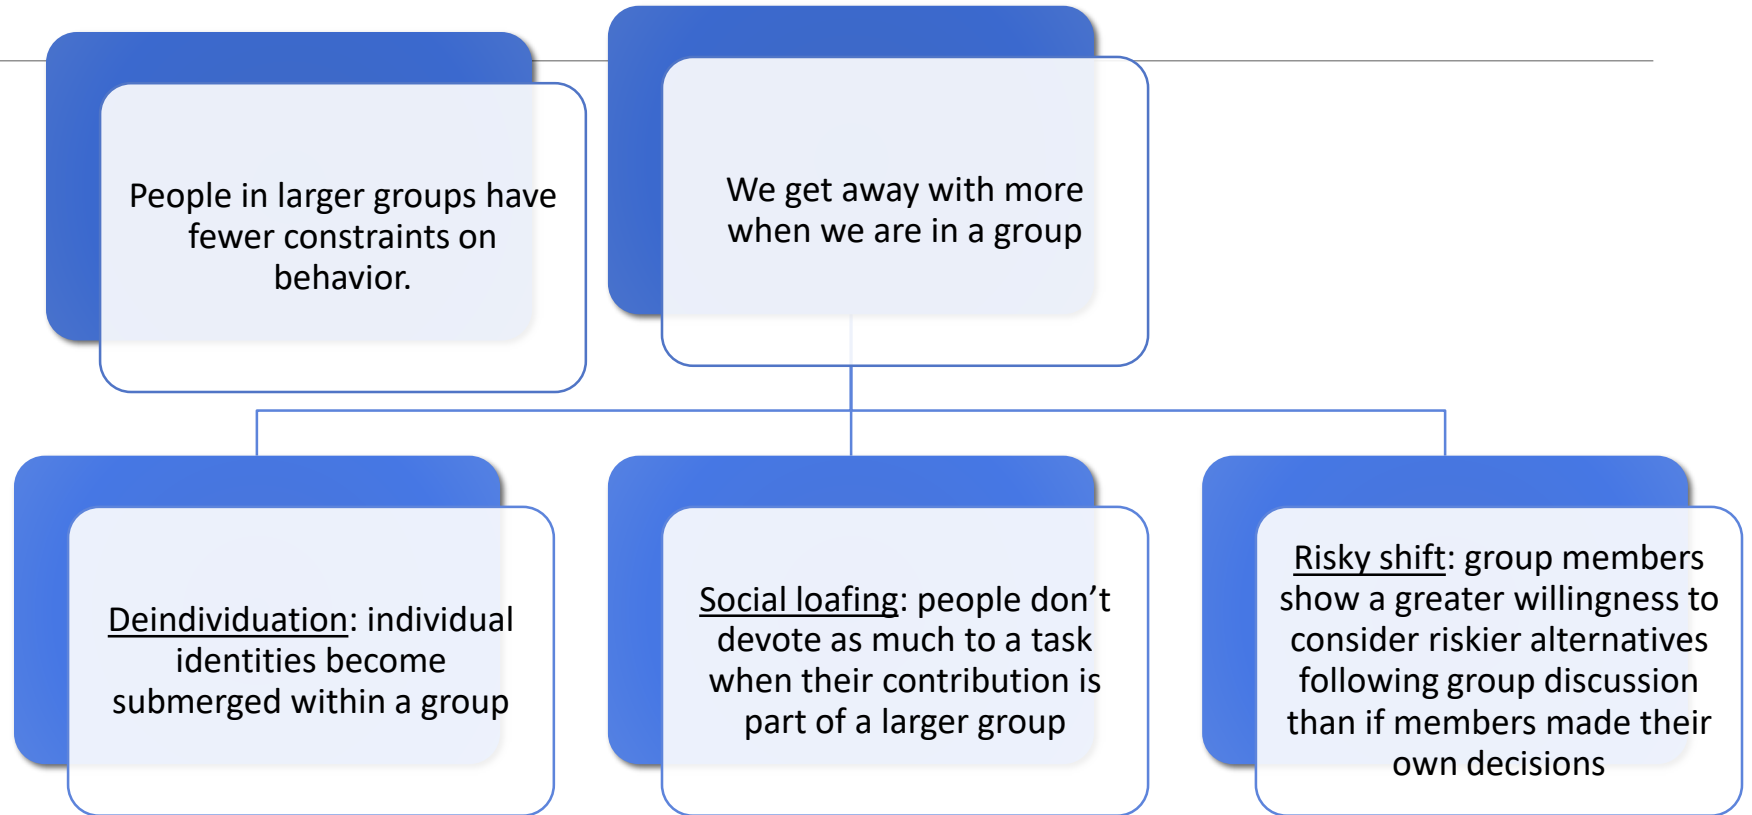 People in larger groups have
fewer constraints on
behavior.
We get away with more
when we are in a group
Deindividuation: individual
identities become
submerged within a group
Social loafing: people don’t
devote as much to a task
when their contribution is
part of a larger group
Risky shift: group members
show a greater willingness to
consider riskier alternatives
following group discussion
than if members made their
own decisions